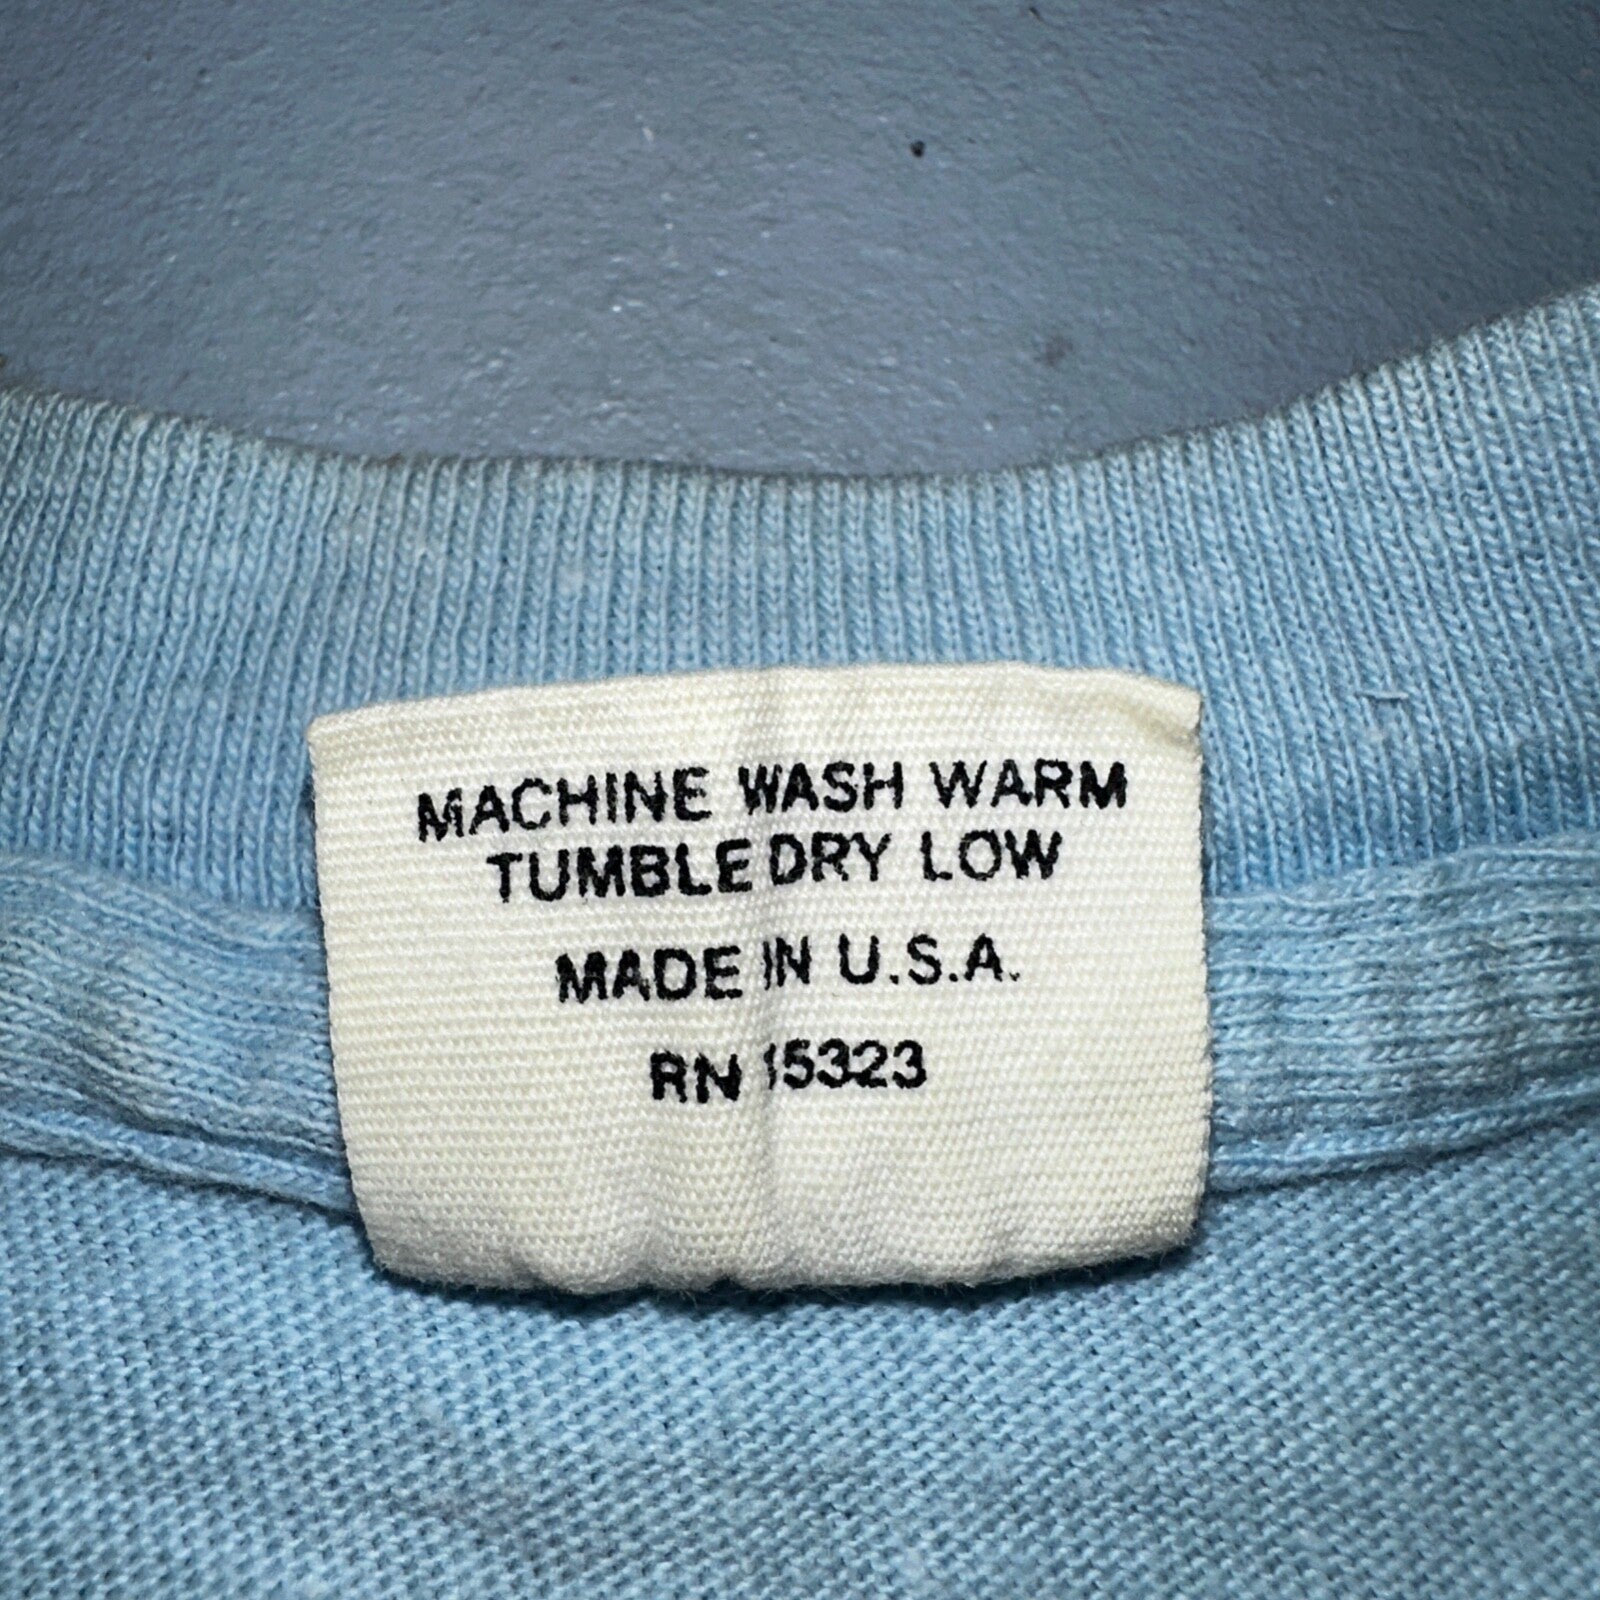 MACHINE WASH WARM
TUMBLE DRY LOW
MADE IN U.S.A.
RN 15323